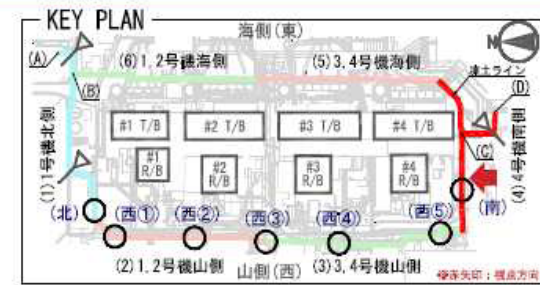 KEY PLAN
海側(東)
N
(A)
(B)
(6)1,2号機海側
(5)3,4号機海側
凍土ライン
(D)
#1 T/B
#2 T/B
#3 T/B
#4 T/B
(C)
(1)1号機北側
#1
R/B
#2
R/B
#3
R/B
#4
R/B
(4)4号機南側
(北)
(西①)
(西②)
(西③)
(西④)
(西⑤)
(南)
(2)1,2号機山側
山側(西)
(3)3,4号機山側
※赤矢印:視点方向